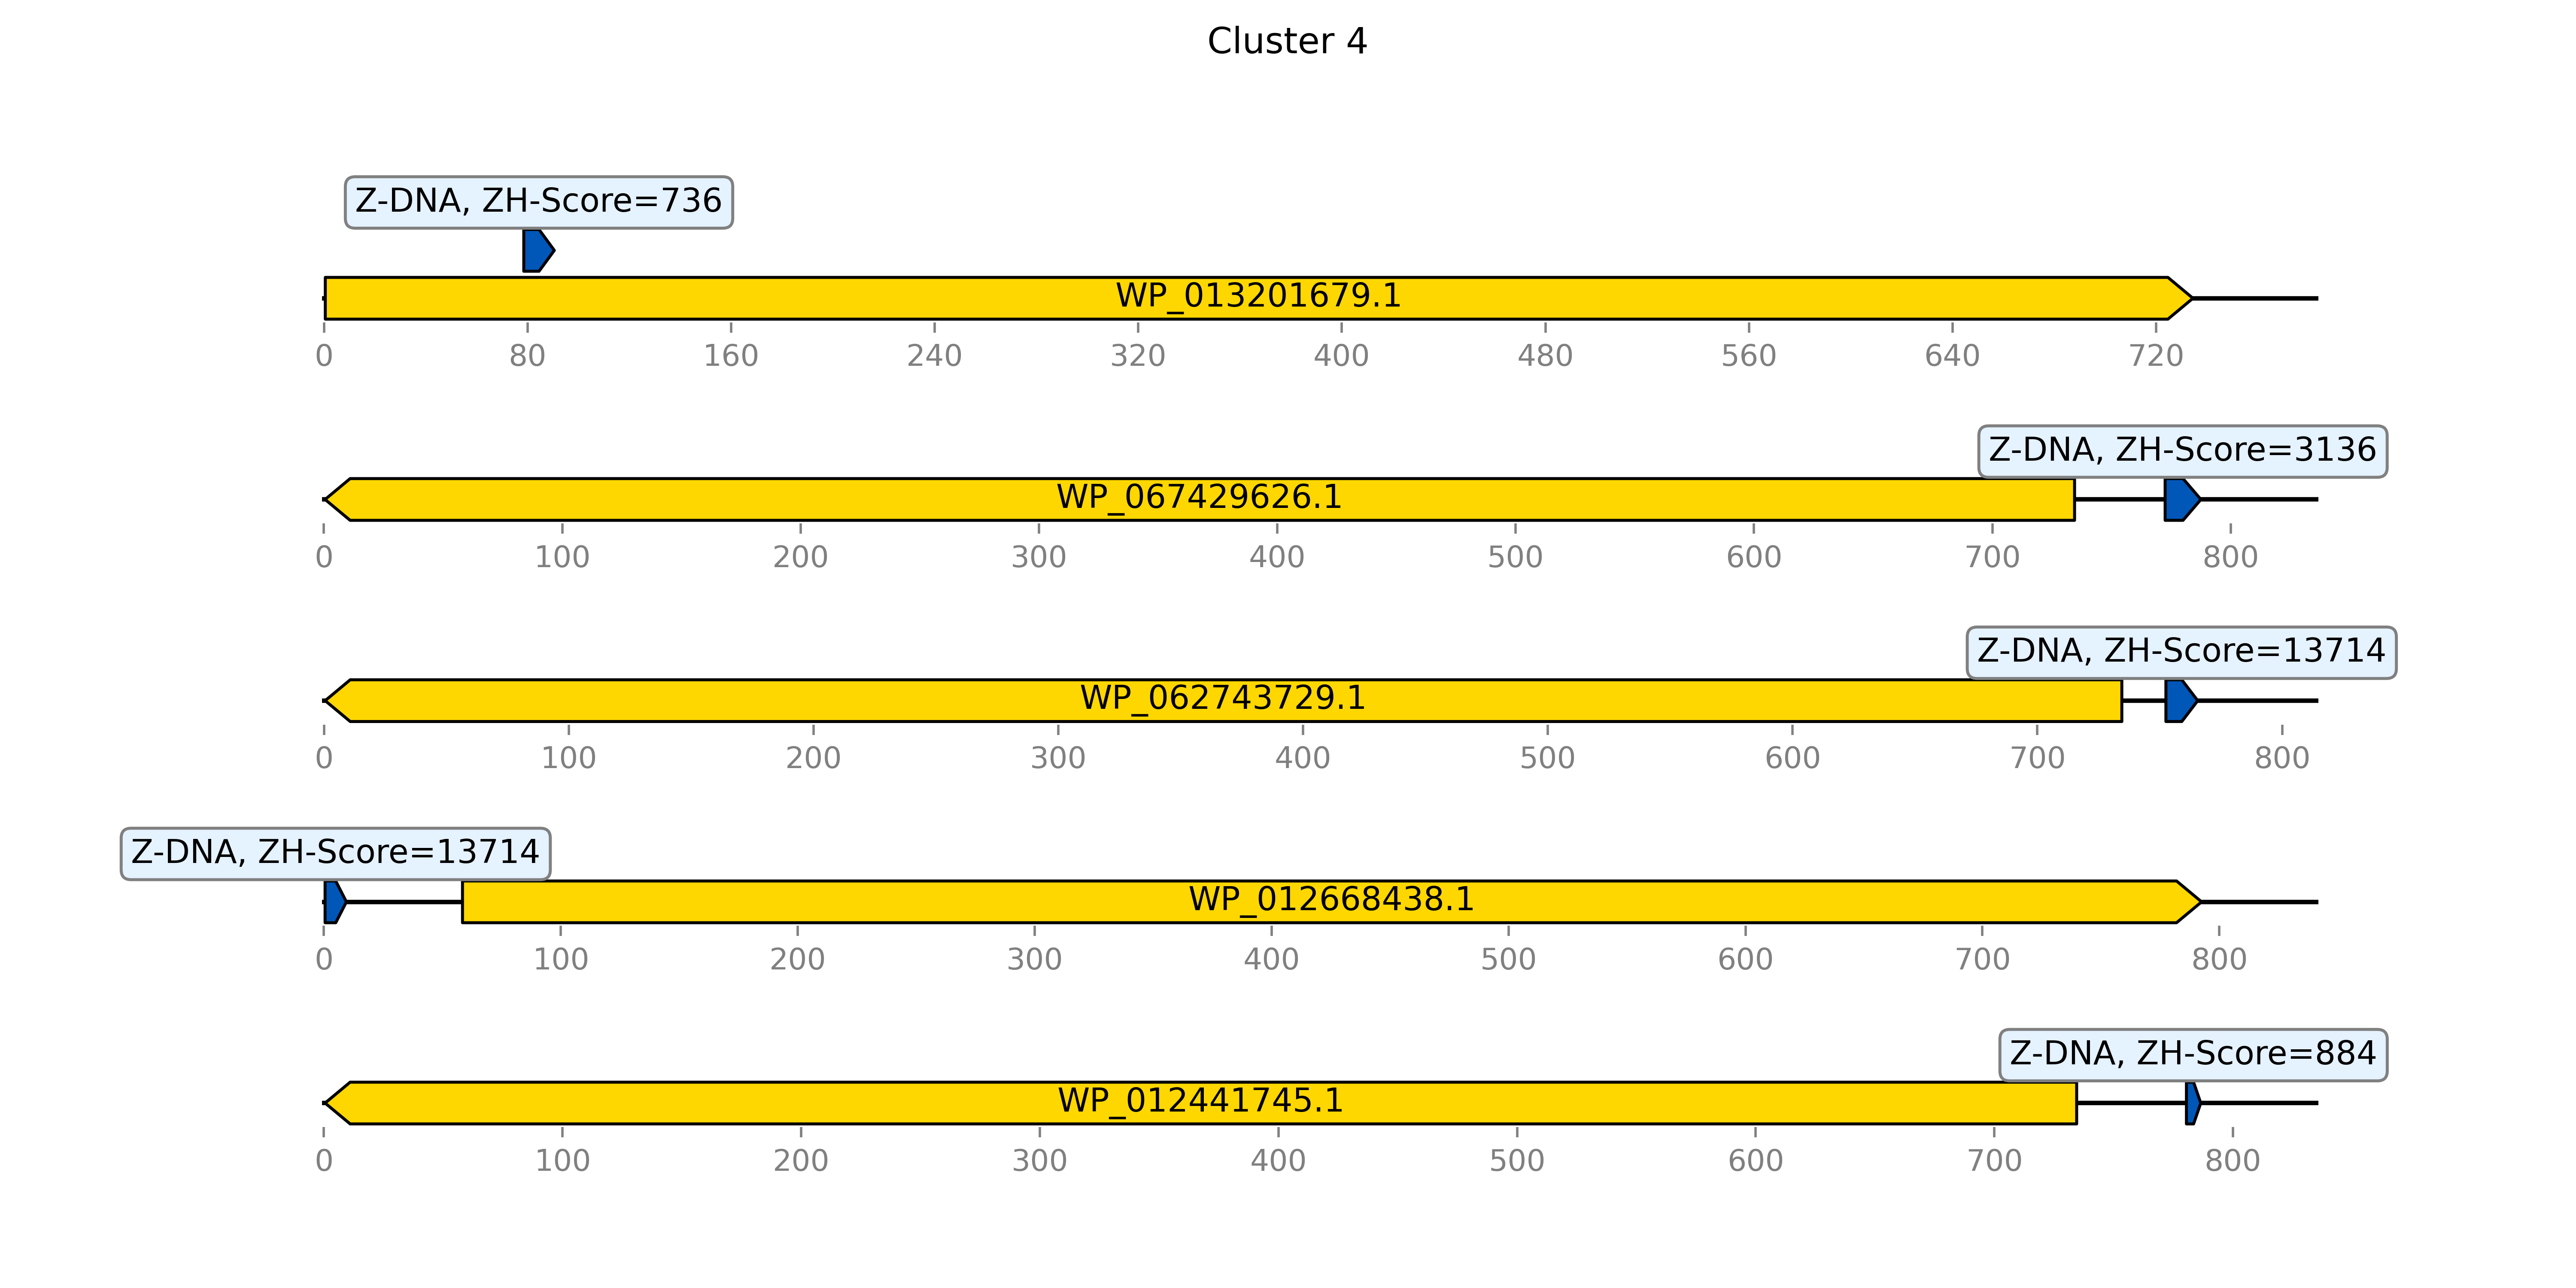 Cluster 4
Z-DNA, ZH-Score=736
WP_013201679.1
0 80 160 240 320 400 480 560 640 720
Z-DNA, ZH-Score=3136
WP_067429626.1
0 100 200 300 400 500 600 700 800
Z-DNA, ZH-Score=13714
WP_062743729.1
0 100 200 300 400 500 600 700 800
Z-DNA, ZH-Score=13714
WP_012668438.1
0 100 200 300 400 500 600 700 800
Z-DNA, ZH-Score=884
WP_012441745.1
0 100 200 300 400 500 600 700 800